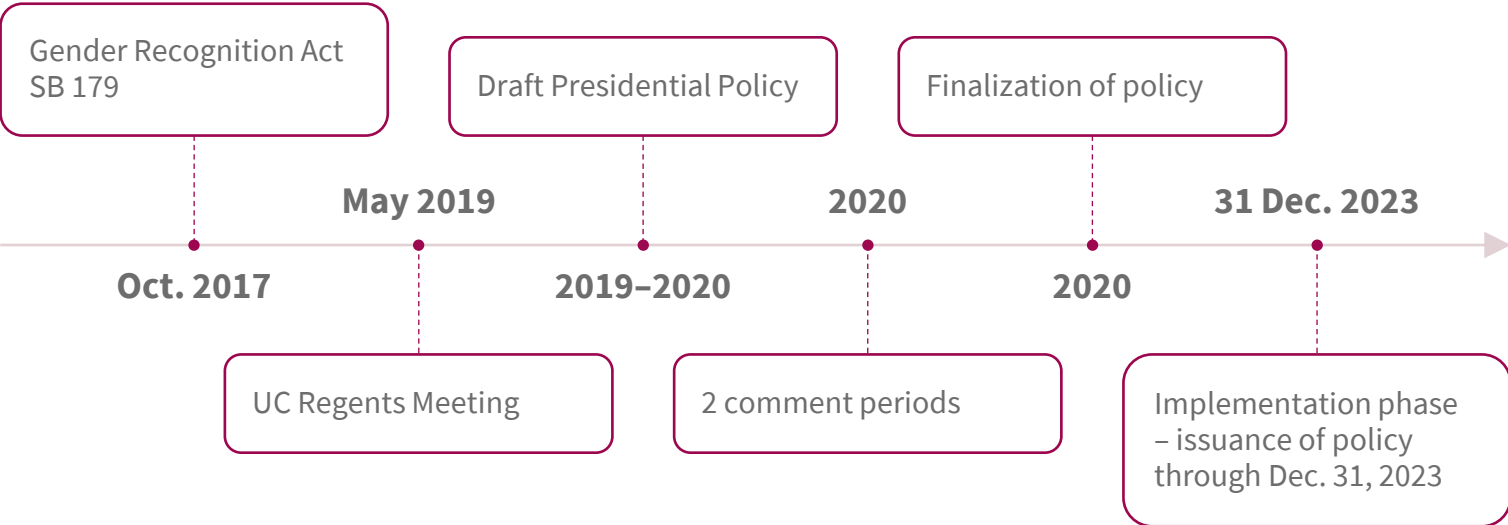 Gender Recognition Act
SB 179
Draft Presidential Policy
Finalization of policy
May 2019
2020
31 Dec. 2023
Oct. 2017
2019–2020
2020
UC Regents Meeting
2 comment periods
Implementation phase
– issuance of policy
through Dec. 31, 2023